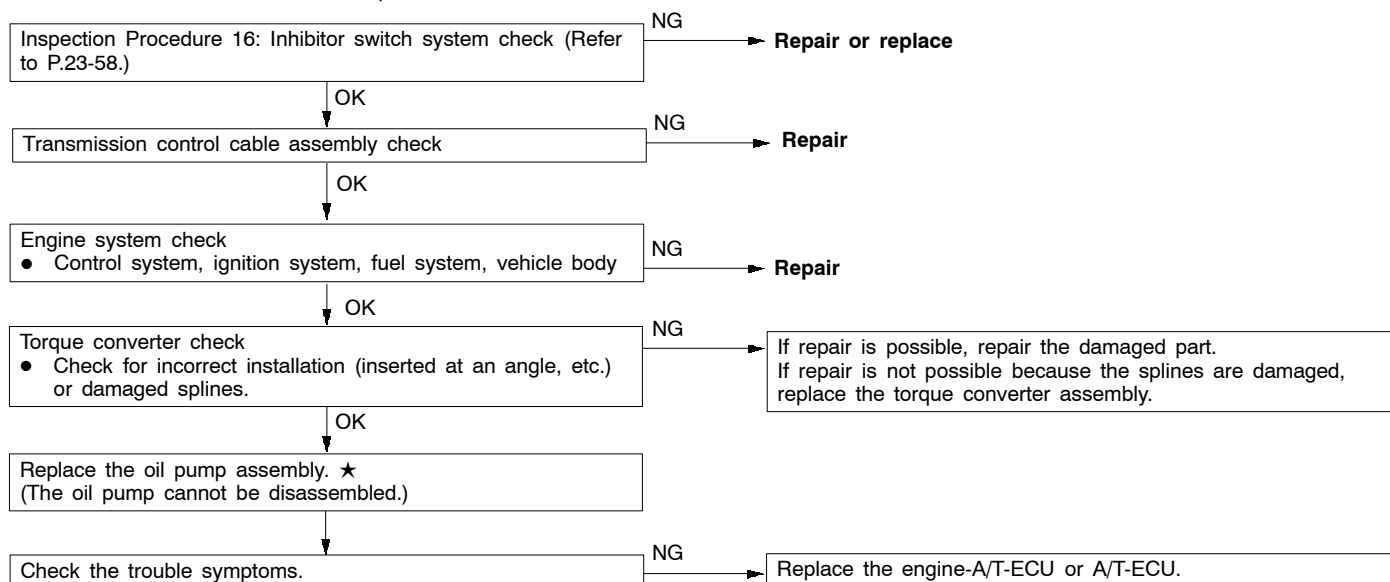 NG
Inspection Procedure 16: Inhibitor switch system check (Refer
to P.23-58.)
Repair or replace
OK
NG
Transmission control cable assembly check
Repair
OK
Engine system check
● Control system, ignition system, fuel system, vehicle body
NG
Repair
OK
Torque converter check
● Check for incorrect installation (inserted at an angle, etc.)
or damaged splines.
NG
If repair is possible, repair the damaged part.
If repair is not possible because the splines are damaged,
replace the torque converter assembly.
OK
Replace the oil pump assembly. ★
(The oil pump cannot be disassembled.)
NG
Check the trouble symptoms.
Replace the engine-A/T-ECU or A/T-ECU.